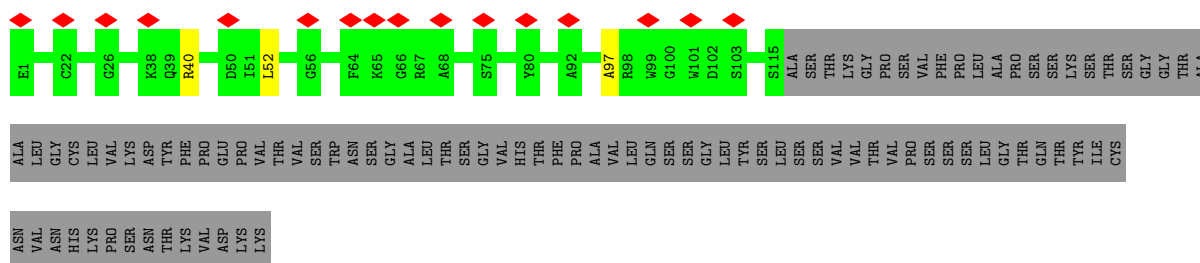 E1 C22 G26 K38 Q39 R40 D50 I51 L52 G56 F64 K65 G66 R67 A68 S75 Y80 A92 A97 R98 W99 G100 W101 D102 S103 S115 ALA SER THR LYS GLY PRO SER VAL PHE PRO LEU ALA PRO SER SER LYS SER THR SER GLY GLY THR ALA
ALA LEU GLY CYS LEU VAL LYS ASP TYR PHE PRO GLU PRO VAL THR VAL SER TRP ASN SER GLY ALA LEU THR SER GLY VAL HIS THR PHE PRO ALA VAL LEU GLN SER SER GLY LEU TYR SER LEU SER SER VAL VAL THR VAL PRO SER SER SER LEU GLY THR GLN THR TYR ILE CYS
ASN VAL ASN HIS LYS PRO SER ASN THR LYS VAL ASP LYS LYS